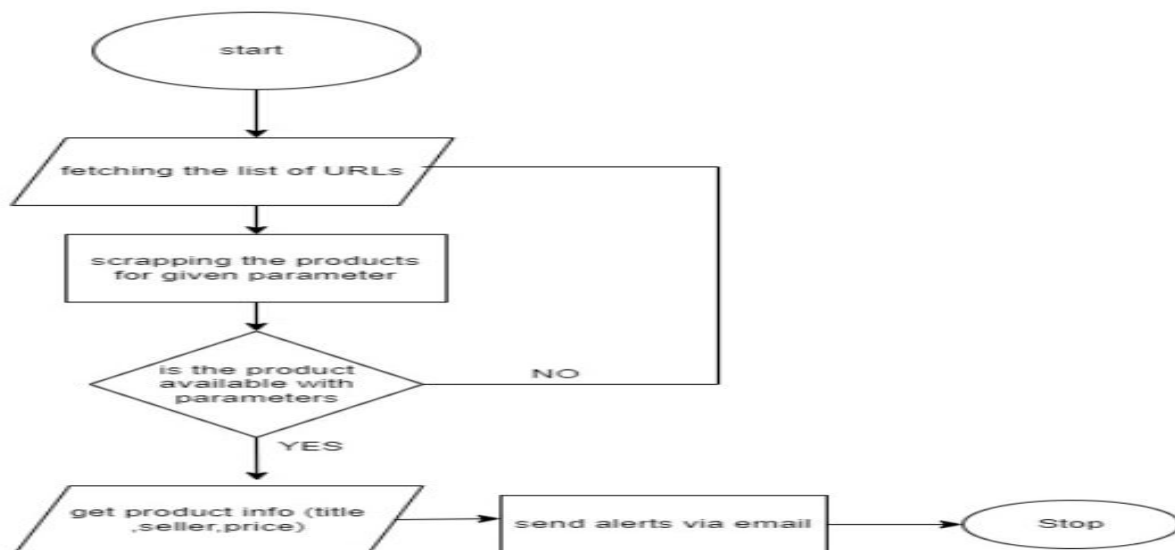 start
fetching the list of URLs
scrapping the products
for given parameter
is the product
available with
parameters
NO
YES
get product info (title
,seller,price)
send alerts via email
Stop